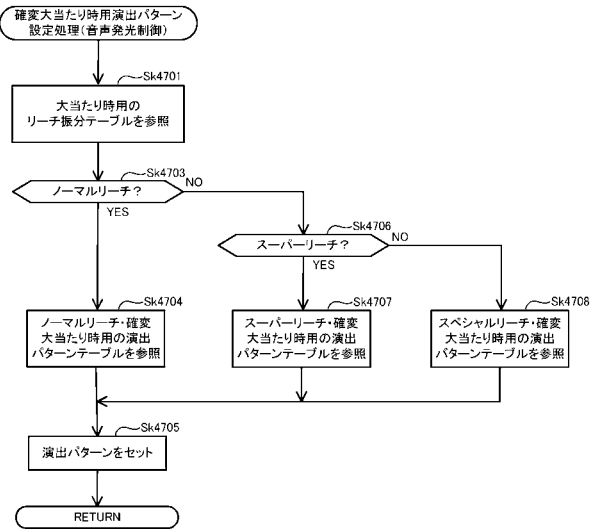 確変大当たり時用演出パターン
設定処理(音声発光制御)
Sk4701
大当たり時用の
リーチ振分テーブルを参照
Sk4703
ノーマルリーチ？
NO
YES
Sk4706
スーパーリーチ？
NO
YES
Sk4704
ノーマルリーチ・確変
大当たり時用の演出
パターンテーブルを参照
Sk4707
スーパーリーチ・確変
大当たり時用の演出
パターンテーブルを参照
Sk4708
スペシャルリーチ・確変
大当たり時用の演出
パターンテーブルを参照
Sk4705
演出パターンをセット
RETURN